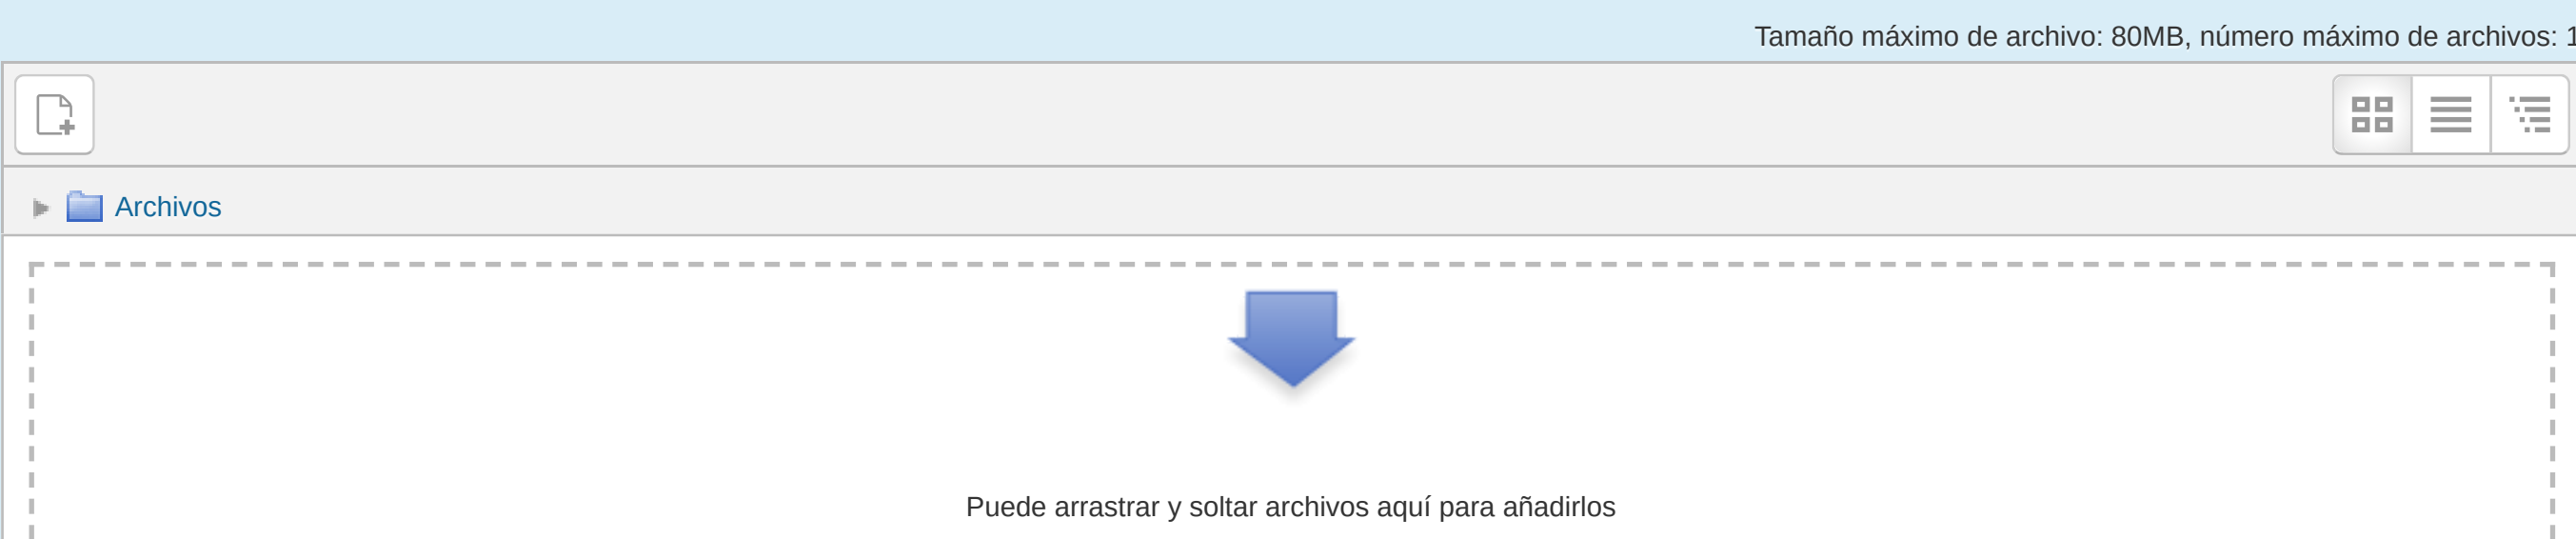 Tamaño máximo de archivo: 80MB, número máximo de archivos: 1
Archivos
Puede arrastrar y soltar archivos aquí para añadirlos